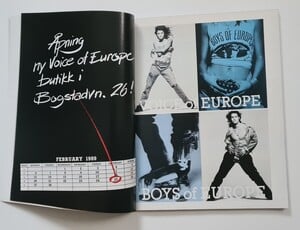 Åpning
ny Voice of Europe
butikk i
Bogstadvn. 26!
FEBRUARY 1989
BOYS OF EUROPE
VOICE of EUROPE
BOYS of EUROPE